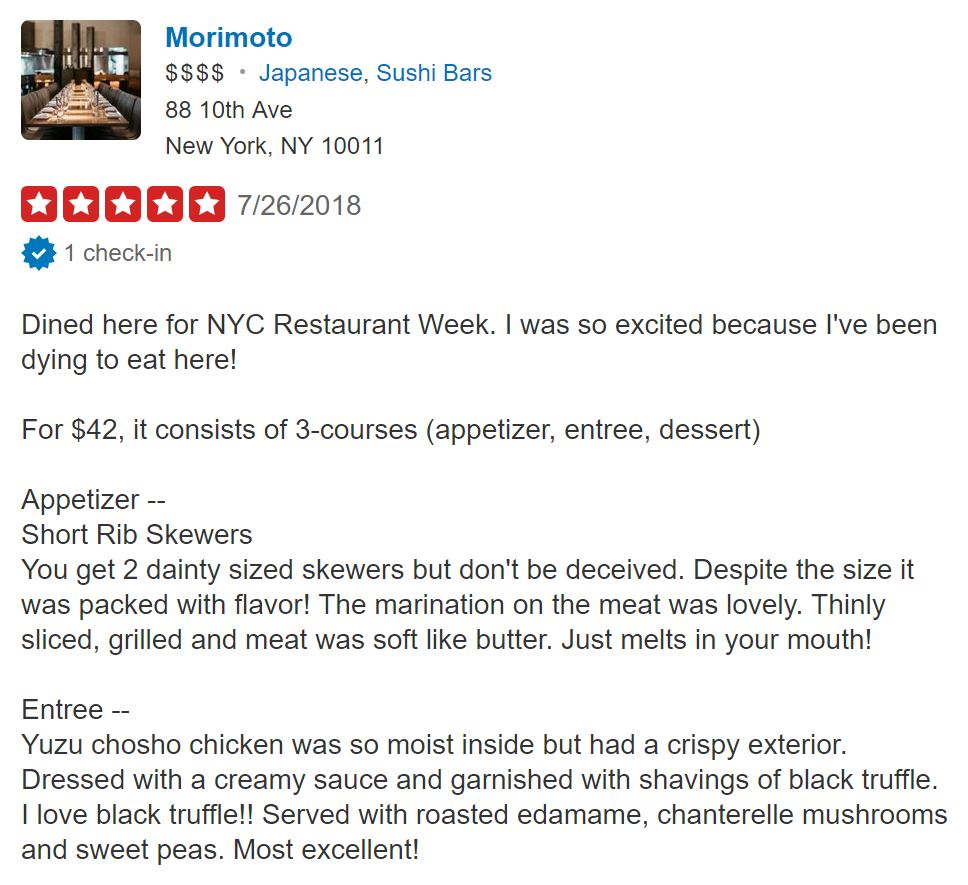 Morimoto
$$$$ • Japanese, Sushi Bars
88 10th Ave
New York, NY 10011
7/26/2018
1 check-in
Dined here for NYC Restaurant Week. I was so excited because I've been
dying to eat here!
For $42, it consists of 3-courses (appetizer, entree, dessert)
Appetizer --
Short Rib Skewers
You get 2 dainty sized skewers but don't be deceived. Despite the size it
was packed with flavor! The marination on the meat was lovely. Thinly
sliced, grilled and meat was soft like butter. Just melts in your mouth!
Entree --
Yuzu chosho chicken was so moist inside but had a crispy exterior.
Dressed with a creamy sauce and garnished with shavings of black truffle.
I love black truffle!! Served with roasted edamame, chanterelle mushrooms
and sweet peas. Most excellent!